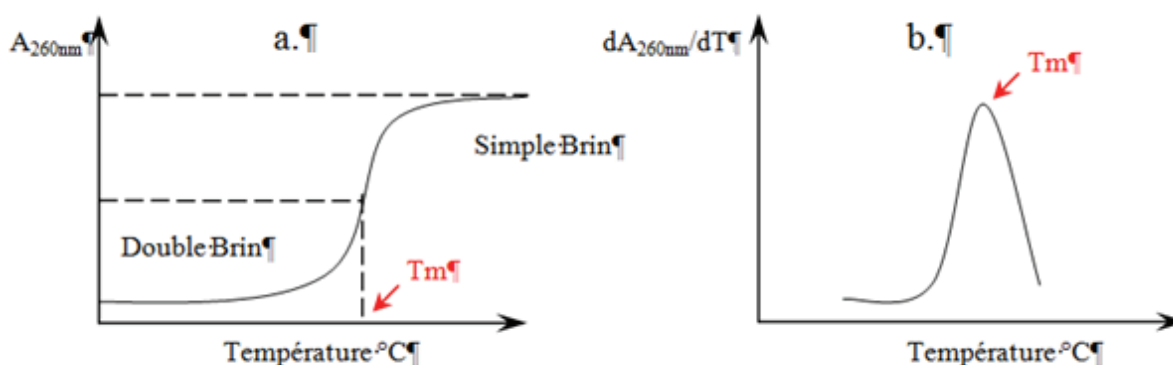 A260nm¶
a.¶
Simple·Brin¶
Double·Brin¶
Tm¶
Température·°C¶
dA260nm/dT¶
b.¶
Tm¶
Température·°C¶